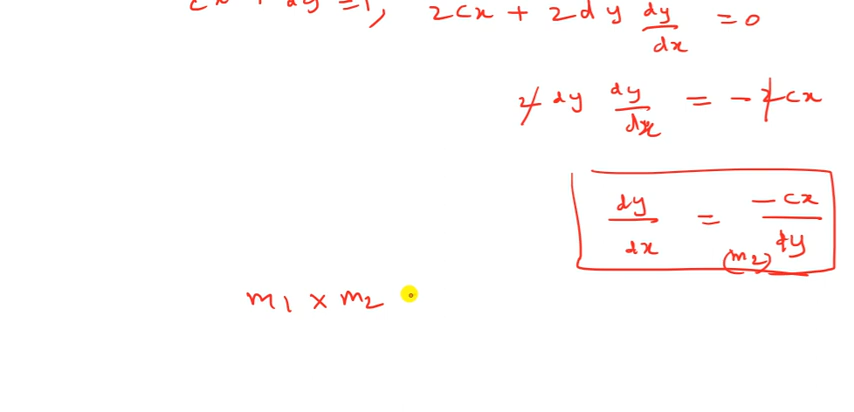 2cx + 2dy dy/dx = 0
2dy dy/dx = -2cx
dy/dx = -cx/dy (m2)
m1 x m2